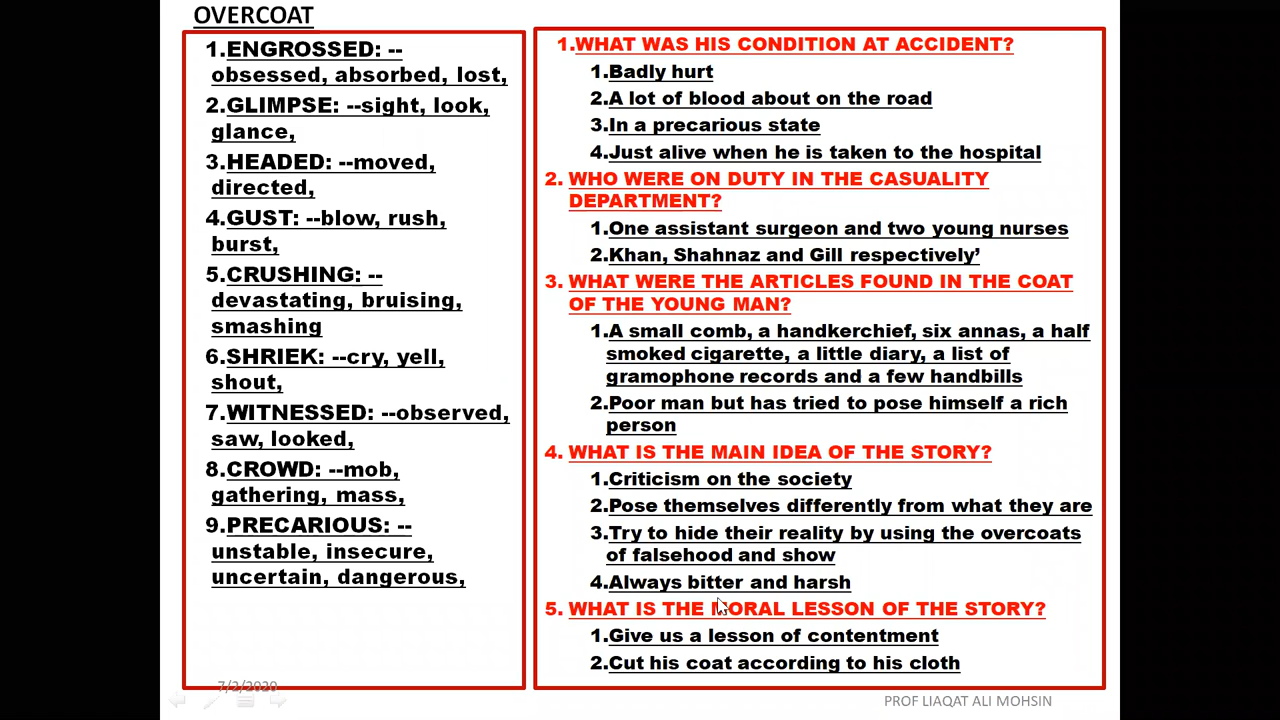 OVERCOAT
1.ENGROSSED: --
obsessed, absorbed, lost,
2.GLIMPSE: --sight, look,
glance,
3.HEADED: --moved,
directed,
4.GUST: --blow, rush,
burst,
5.CRUSHING: --
devastating, bruising,
smashing
6.SHRIEK: --cry, yell,
shout,
7.WITNESSED: --observed,
saw, looked,
8.CROWD: --mob,
gathering, mass,
9.PRECARIOUS: --
unstable, insecure,
uncertain, dangerous,
1.WHAT WAS HIS CONDITION AT ACCIDENT?
1.Badly hurt
2.A lot of blood about on the road
3.In a precarious state
4.Just alive when he is taken to the hospital
2. WHO WERE ON DUTY IN THE CASUALITY
DEPARTMENT?
1.One assistant surgeon and two young nurses
2.Khan, Shahnaz and Gill respectively’
3. WHAT WERE THE ARTICLES FOUND IN THE COAT
OF THE YOUNG MAN?
1.A small comb, a handkerchief, six annas, a half
smoked cigarette, a little diary, a list of
gramophone records and a few handbills
2.Poor man but has tried to pose himself a rich
person
4. WHAT IS THE MAIN IDEA OF THE STORY?
1.Criticism on the society
2.Pose themselves differently from what they are
3.Try to hide their reality by using the overcoats
of falsehood and show
4.Always bitter and harsh
5. WHAT IS THE MORAL LESSON OF THE STORY?
1.Give us a lesson of contentment
2.Cut his coat according to his cloth
7/2/2020
PROF LIAQAT ALI MOHSIN